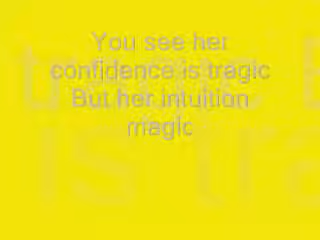 You see her
confidence is tragic
But her intuition
magic